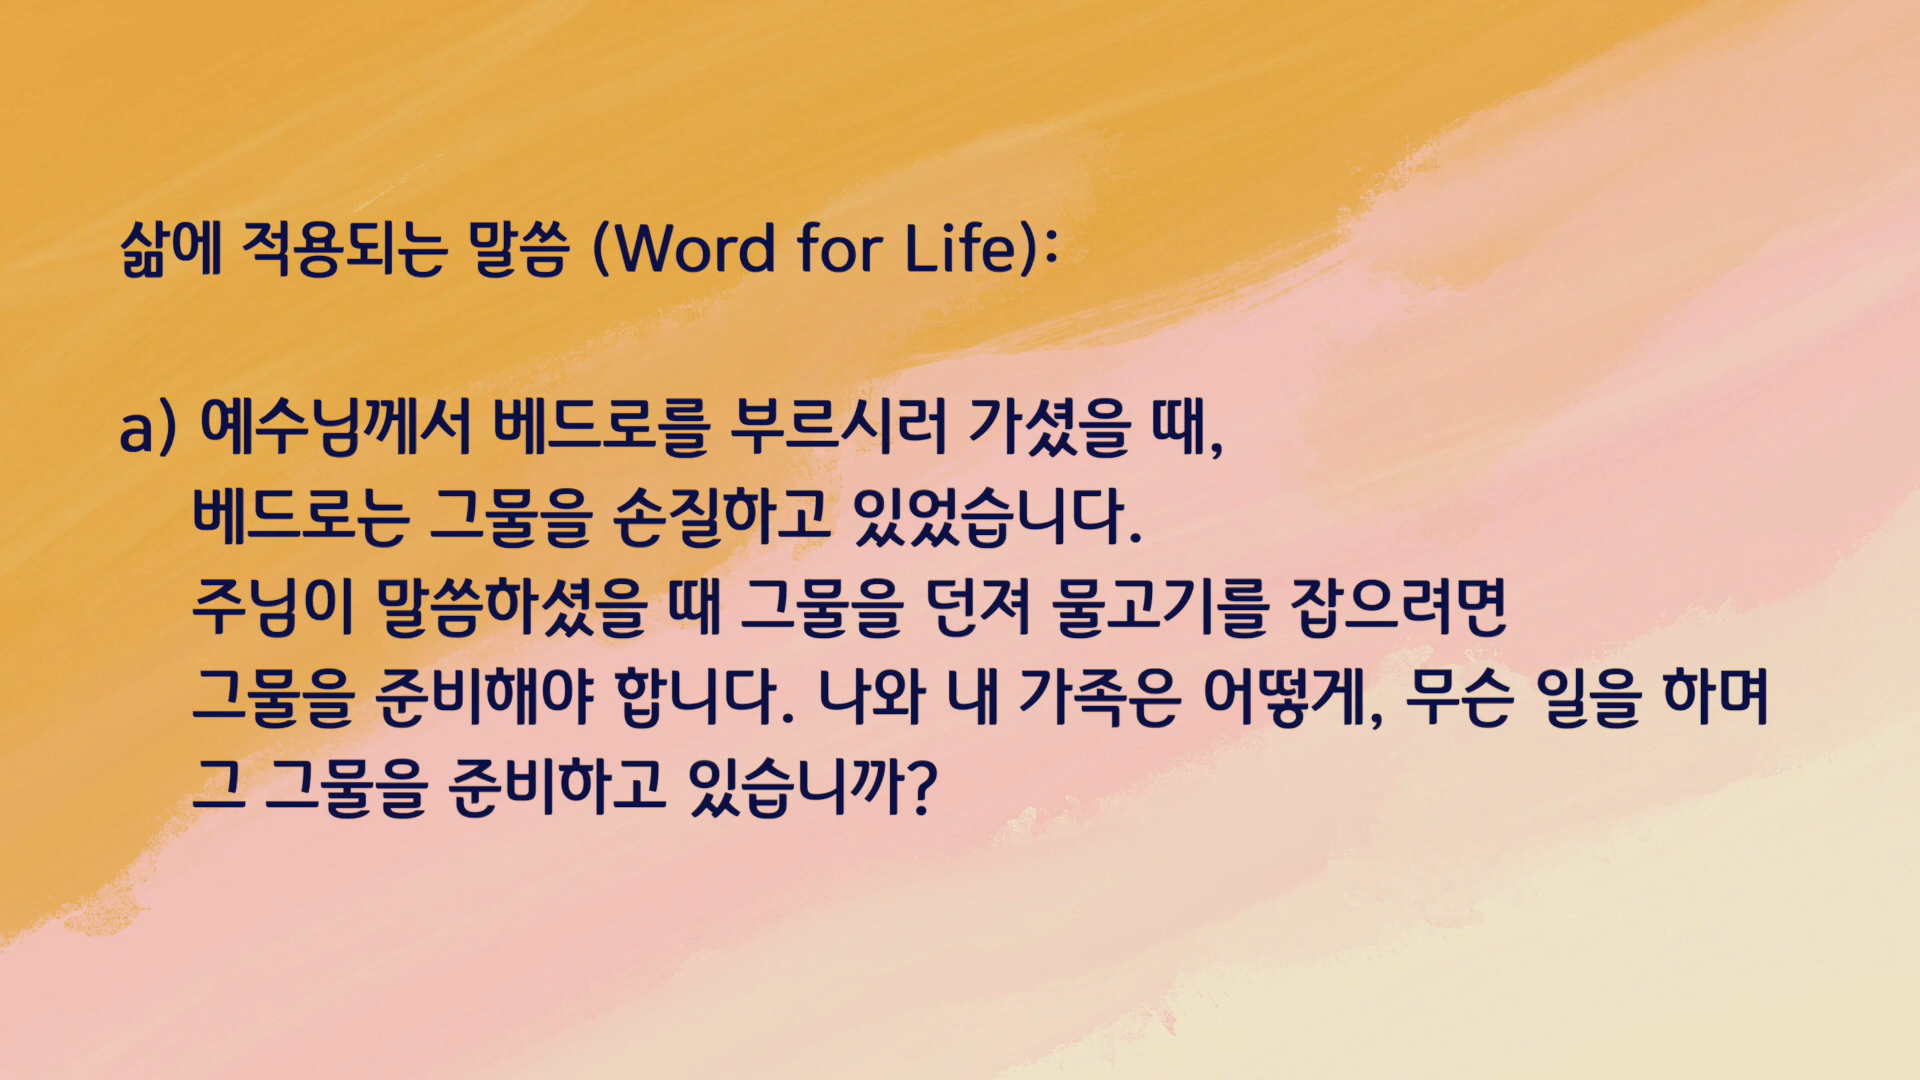 삶에 적용되는 말씀 (Word for Life):
a) 예수님께서 베드로를 부르시러 가셨을 때,
베드로는 그물을 손질하고 있었습니다.
주님이 말씀하셨을 때 그물을 던져 물고기를 잡으려면
그물을 준비해야 합니다. 나와 내 가족은 어떻게, 무슨 일을 하며
그 그물을 준비하고 있습니까?